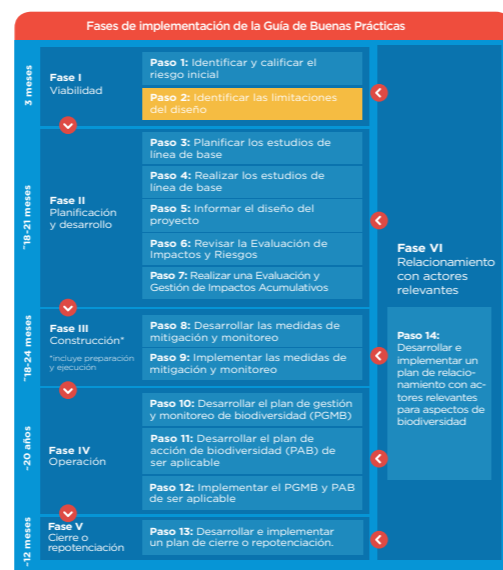 Fases de implementación de la Guía de Buenas Prácticas
3 meses
Fase I
Viabilidad
Paso 1: Identificar y calificar el
riesgo inicial
Paso 2: Identificar las limitaciones
del diseño
~18-21 meses
Fase II
Planificación
y desarrollo
Paso 3: Planificar los estudios de
línea de base
Paso 4: Realizar los estudios de
línea de base
Paso 5: Informar el diseño del
proyecto
Paso 6: Revisar la Evaluación de
Impactos y Riesgos
Paso 7: Realizar una Evaluación y
Gestión de Impactos Acumulativos
~18-24 meses
Fase III
Construcción*
*incluye preparación
y ejecución
Paso 8: Desarrollar las medidas de
mitigación y monitoreo
Paso 9: Implementar las medidas de
mitigación y monitoreo
~20 años
Fase IV
Operación
Paso 10: Desarrollar el plan de gestión
y monitoreo de biodiversidad (PGMB)
Paso 11: Desarrollar el plan de
acción de biodiversidad (PAB) de
ser aplicable
Paso 12: Implementar el PGMB y PAB
de ser aplicable
~12 meses
Fase V
Cierre o
repotenciación
Paso 13: Desarrollar e implementar
un plan de cierre o repotenciación.
Fase VI
Relacionamiento
con actores
relevantes
Paso 14:
Desarrollar e
implementar un
plan de relacio-
namiento con ac-
tores relevantes
para aspectos de
biodiversidad